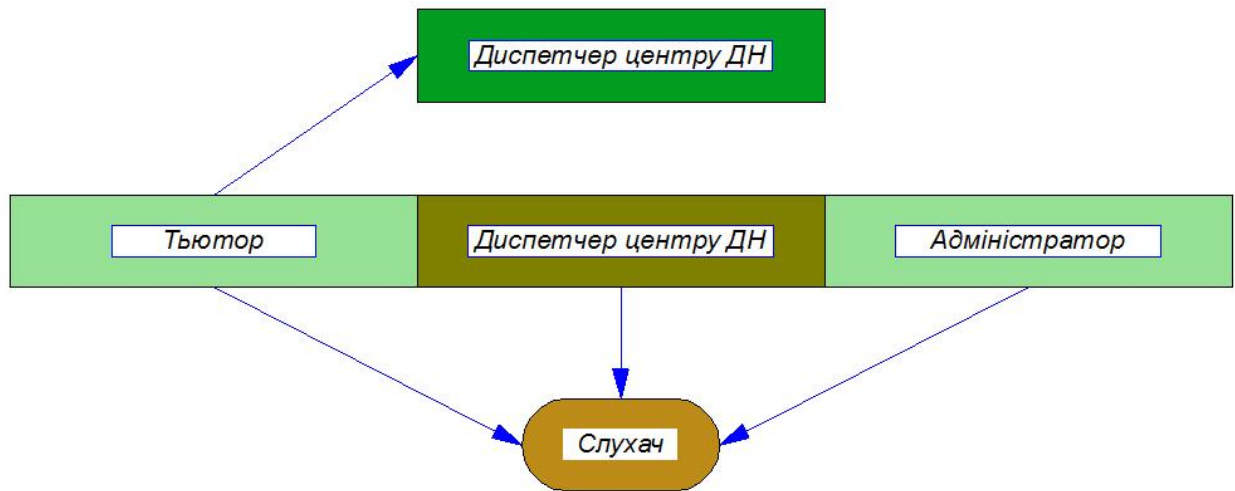 Диспетчер центру ДН
Тьютор
Диспетчер центру ДН
Адміністратор
Слухач